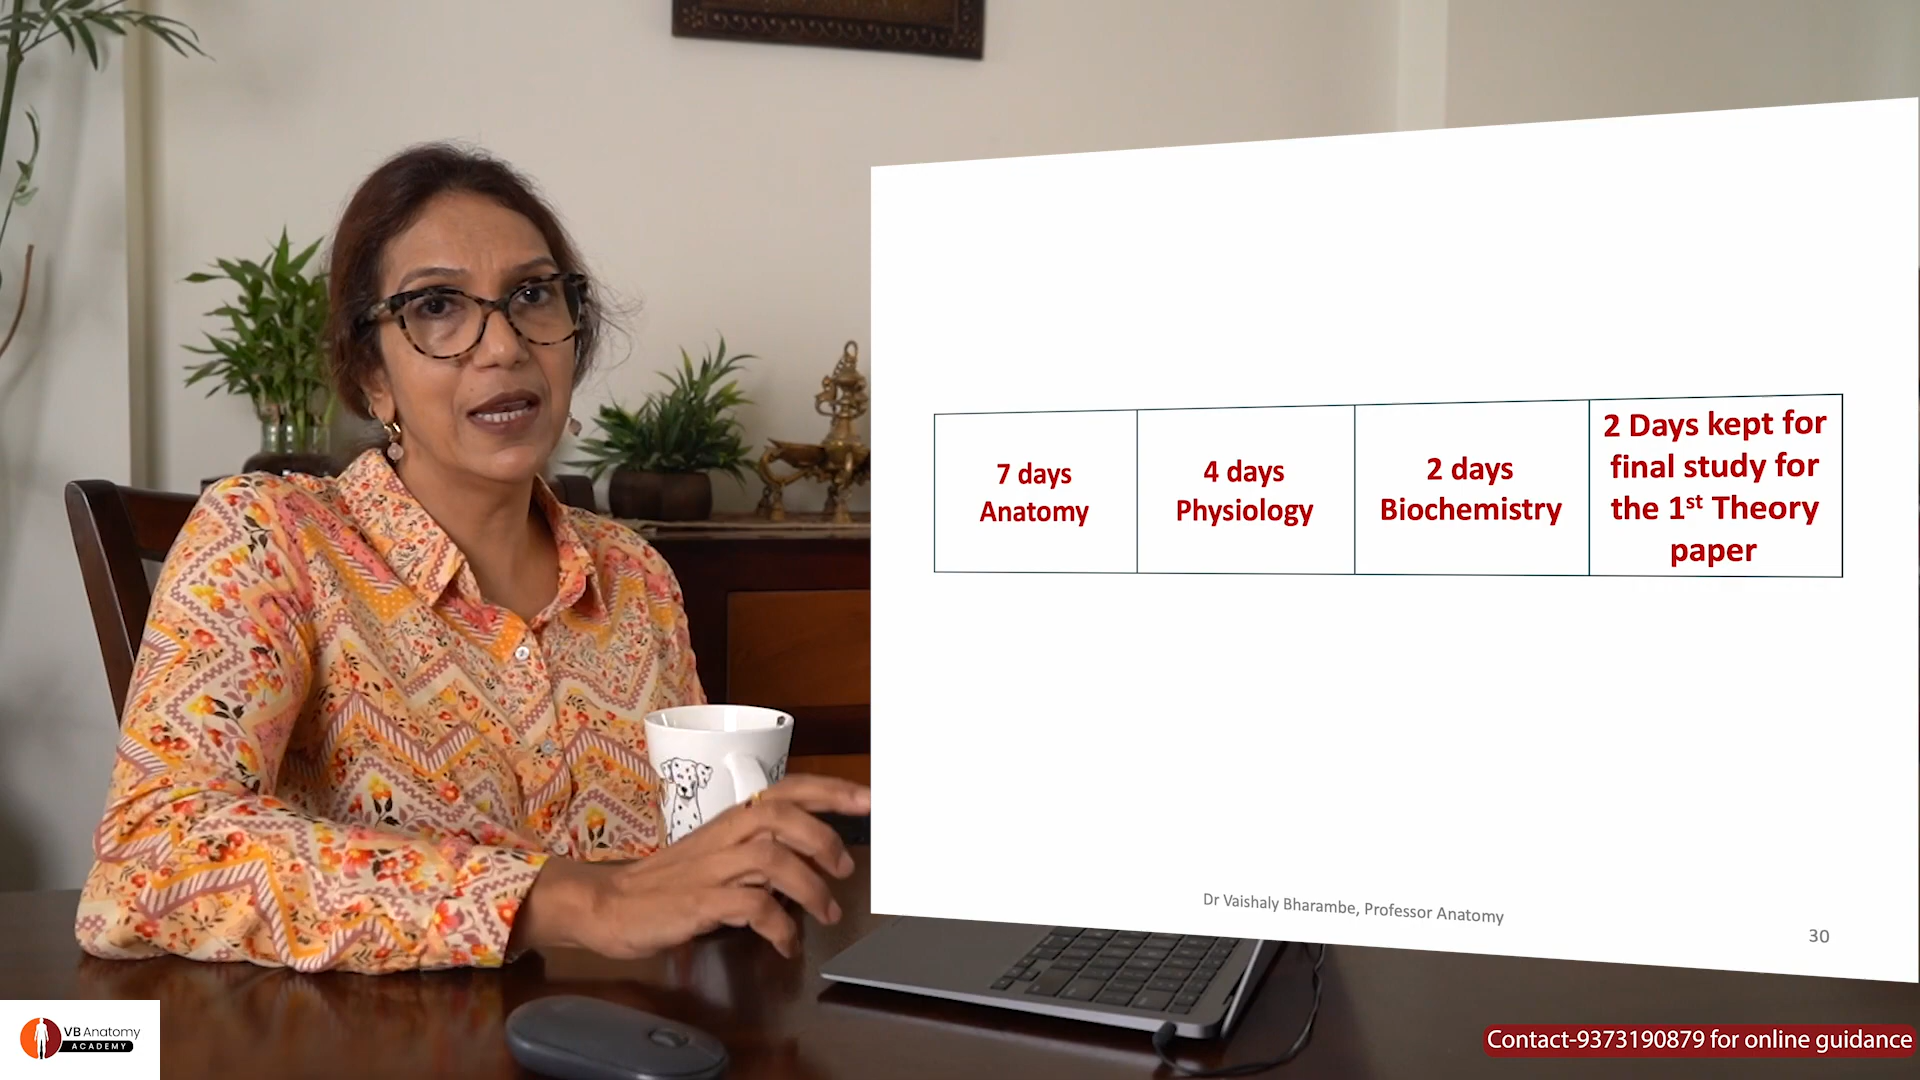 7 days
Anatomy
4 days
Physiology
2 days
Biochemistry
2 Days kept for
final study for
the 1st Theory
paper
Dr Vaishaly Bharambe, Professor Anatomy
30
VB Anatomy
ACADEMY
Contact-9373190879 for online guidance